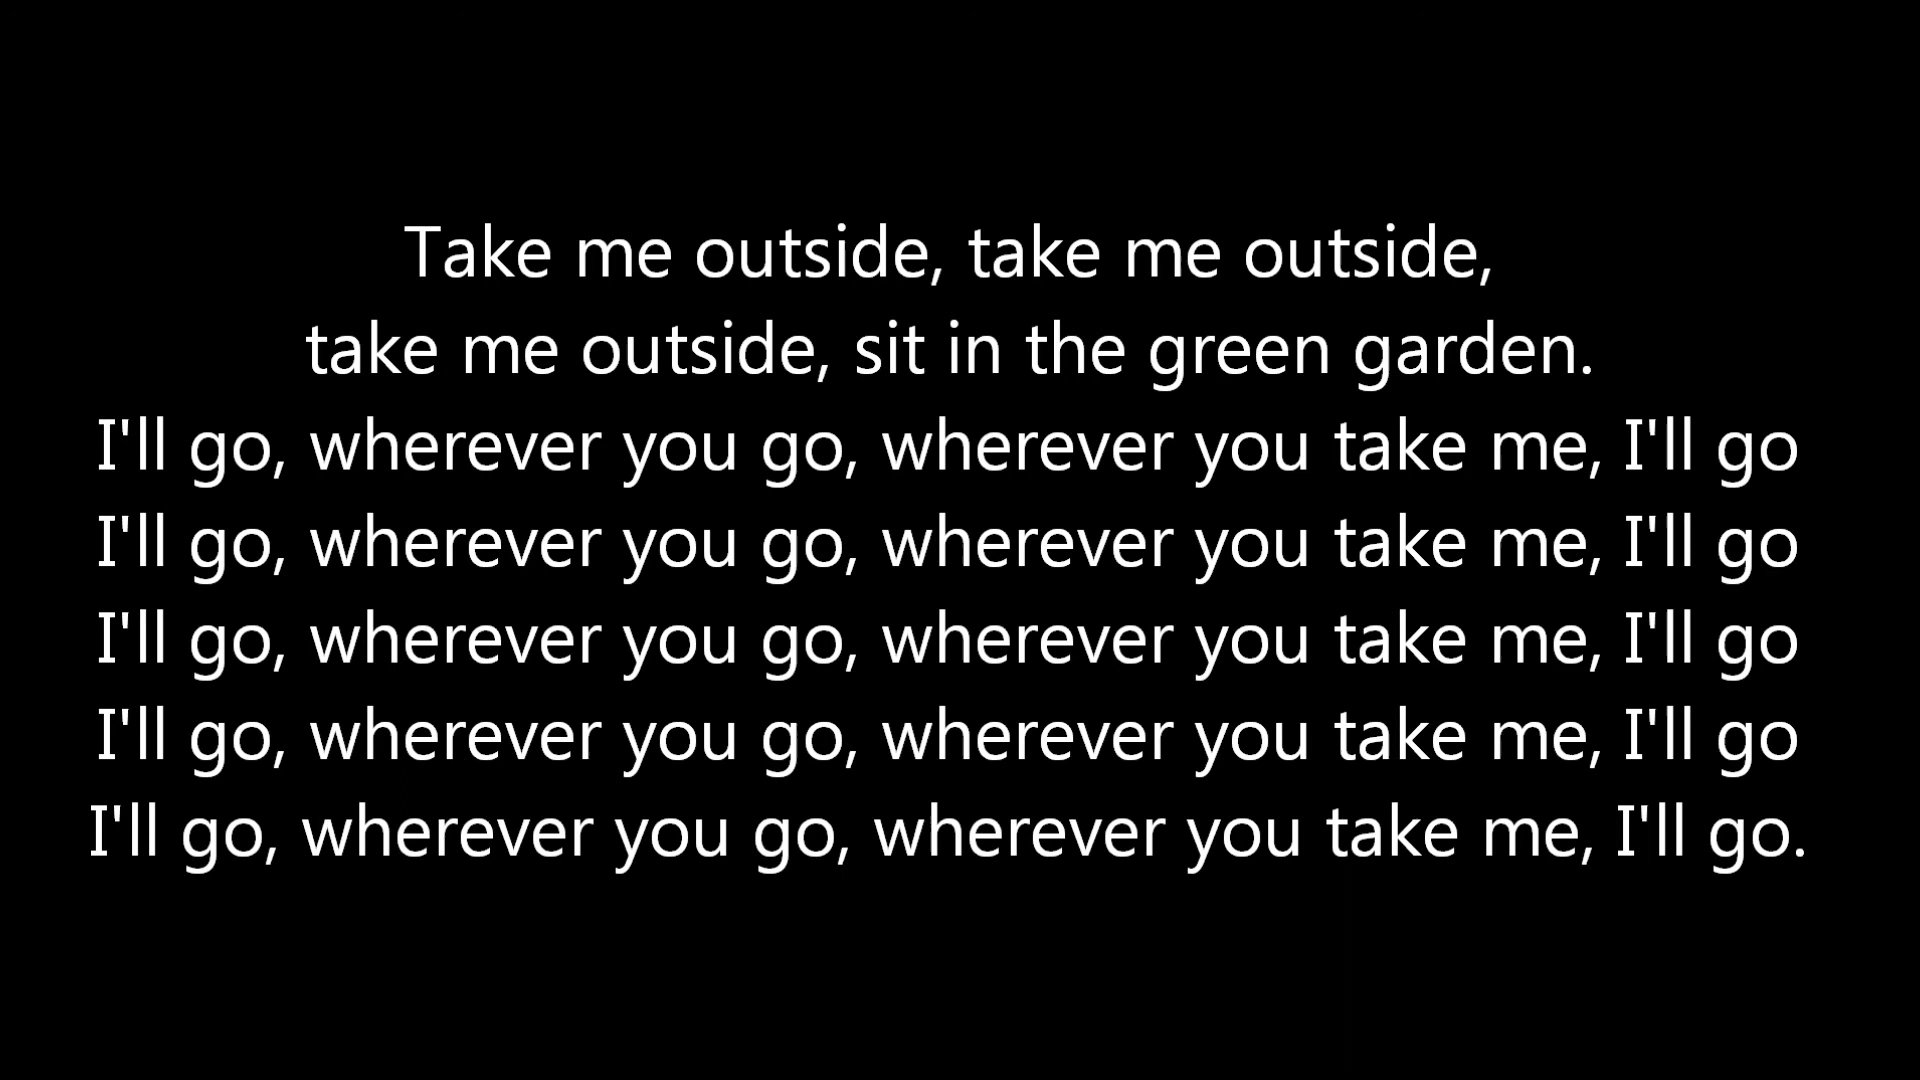 Take me outside, take me outside,
take me outside, sit in the green garden.
I'll go, wherever you go, wherever you take me, I'll go
I'll go, wherever you go, wherever you take me, I'll go
I'll go, wherever you go, wherever you take me, I'll go
I'll go, wherever you go, wherever you take me, I'll go
I'll go, wherever you go, wherever you take me, I'll go.